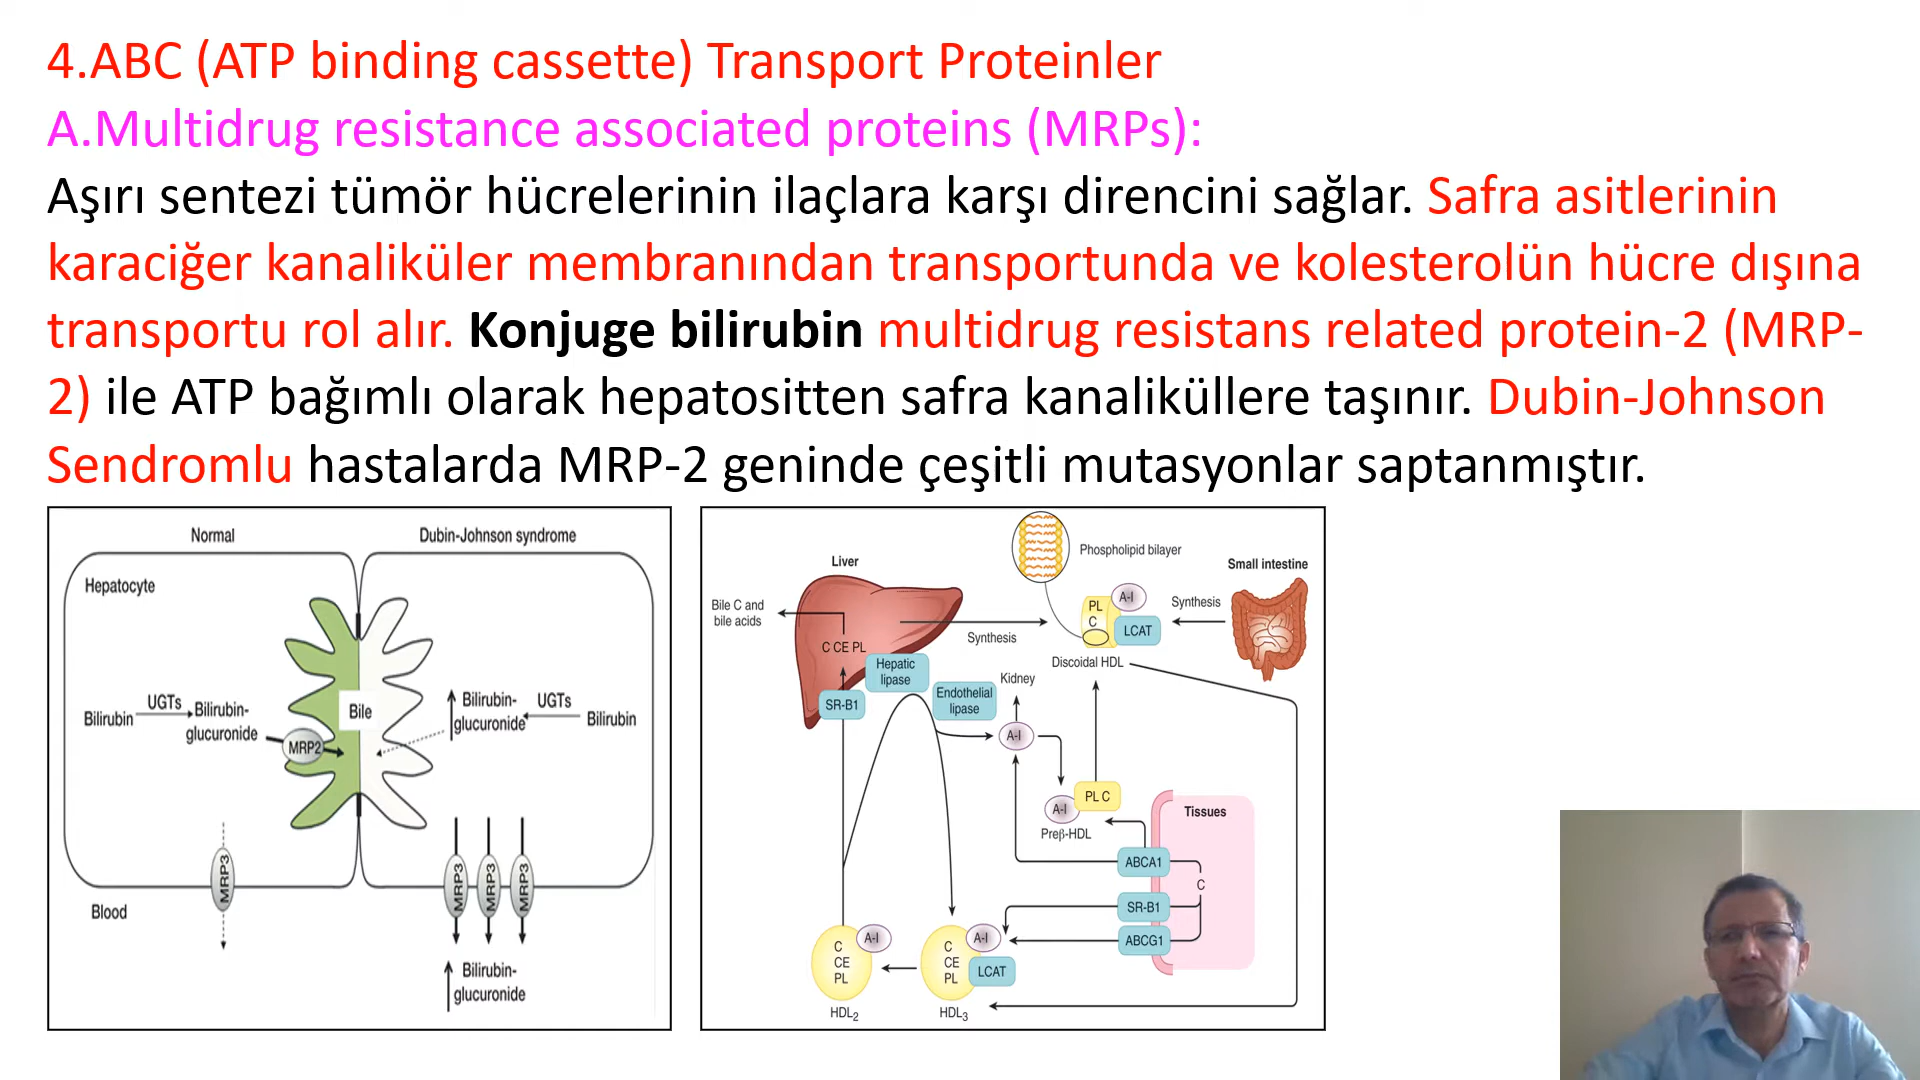 4.ABC (ATP binding cassette) Transport Proteinler
A.Multidrug resistance associated proteins (MRPs):
Aşırı sentezi tümör hücrelerinin ilaçlara karşı direncini sağlar. Safra asitlerinin
karaciğer kanaliküler membranından transportunda ve kolesterolün hücre dışına
transportu rol alır. Konjuge bilirubin multidrug resistans related protein-2 (MRP-
2) ile ATP bağımlı olarak hepatositten safra kanaliküllere taşınır. Dubin-Johnson
Sendromlu hastalarda MRP-2 geninde çeşitli mutasyonlar saptanmıştır.
Normal
Dubin-Johnson syndrome
Hepatocyte
Bilirubin
UGTs
Bilirubin-
glucuronide
MRP2
Bile
Bilirubin-
glucuronide
UGTs
Bilirubin
MRP3
MRP3
MRP3
MRP3
Blood
Bilirubin-
glucuronide
Phospholipid bilayer
Liver
Small intestine
Bile C and
bile acids
C CE PL
Synthesis
PL
C
A-I
LCAT
Synthesis
Discoidal HDL
Hepatic
lipase
SR-B1
Endothelial
lipase
Kidney
A-I
A-I
PL C
Preβ-HDL
Tissues
ABCA1
C
SR-B1
ABCG1
C
CE
PL
A-I
HDL2
C
CE
PL
A-I
LCAT
HDL3